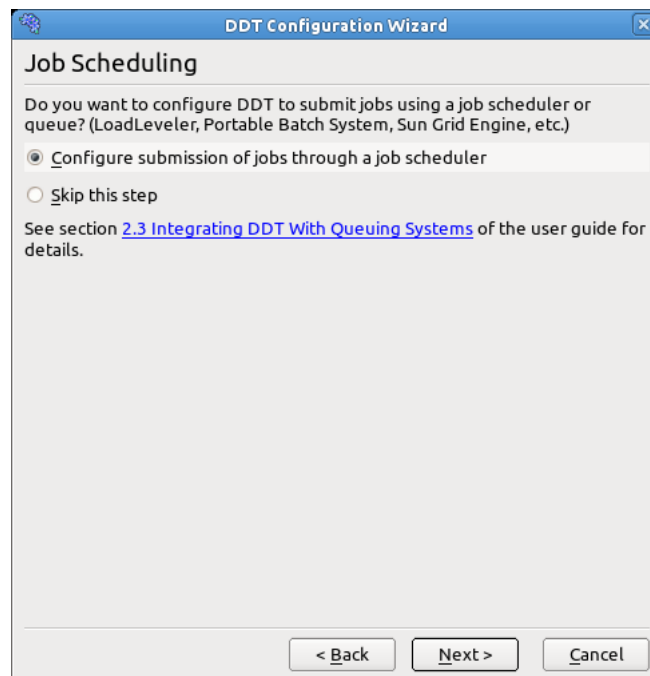 DDT Configuration Wizard
Job Scheduling
Do you want to configure DDT to submit jobs using a job scheduler or
queue? (LoadLeveler, Portable Batch System, Sun Grid Engine, etc.)
Configure submission of jobs through a job scheduler
Skip this step
See section 2.3 Integrating DDT With Queuing Systems of the user guide for
details.
< Back Next > Cancel